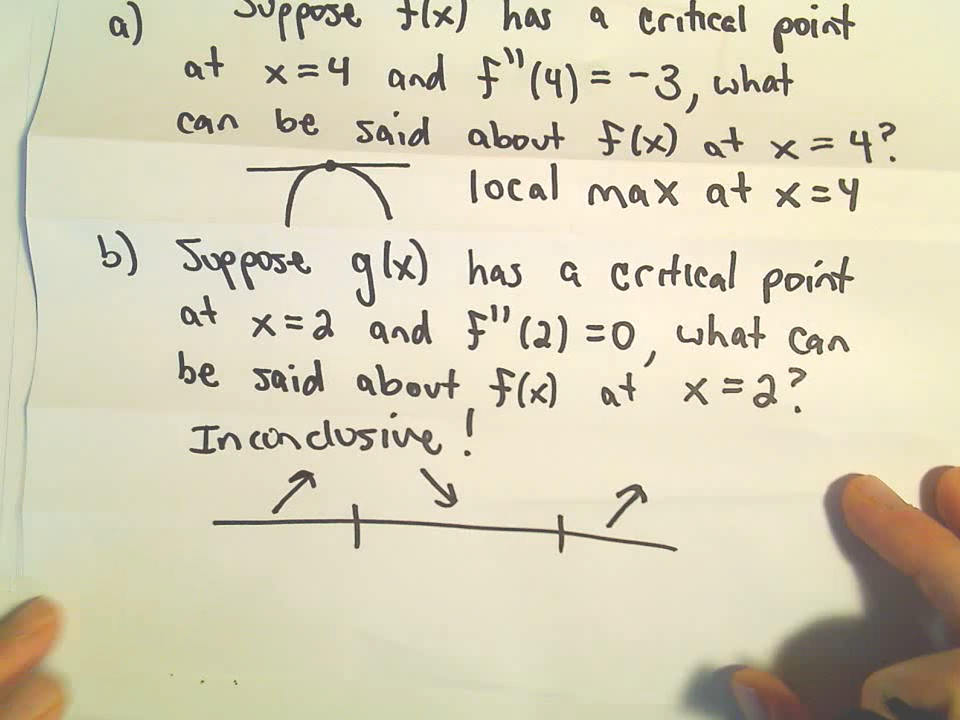 a) Suppose f(x) has a critical point
at x=4 and f''(4) = -3, what
can be said about f(x) at x=4?
local max at x=4
b) Suppose g(x) has a critical point
at x=2 and f''(2)=0, what can
be said about f(x) at x=2?
Inconclusive!